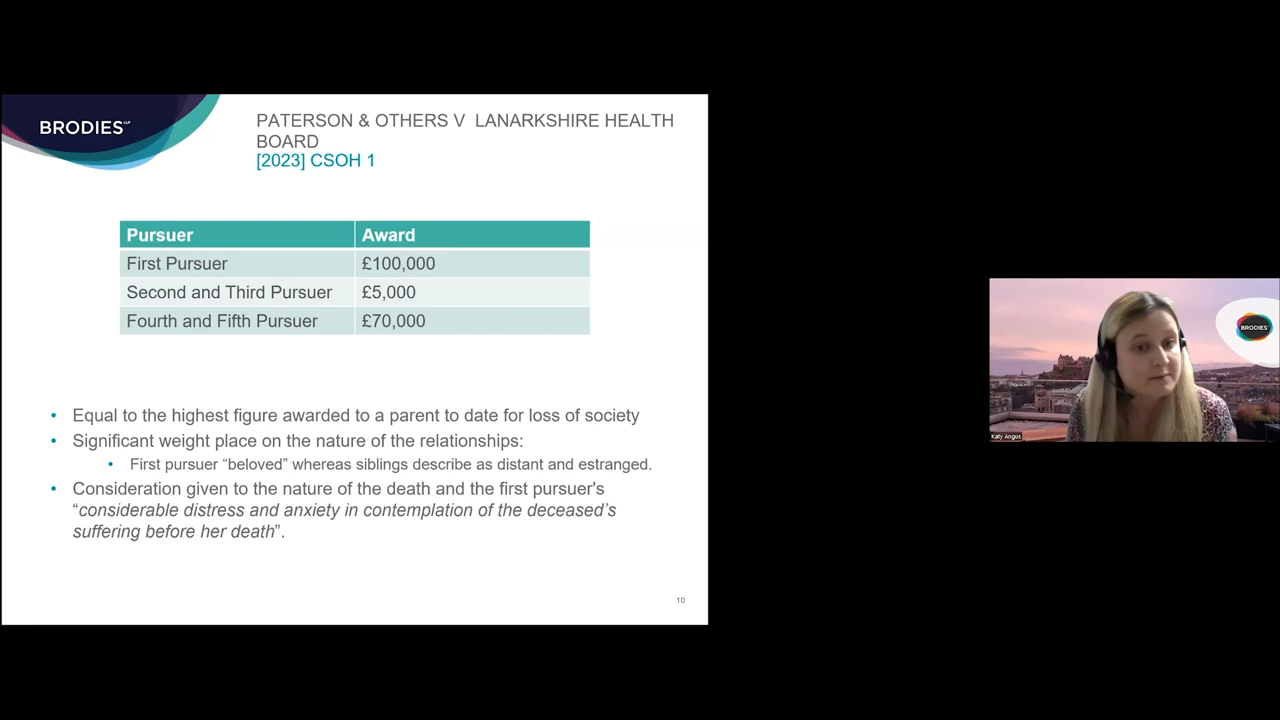 BRODIES LLP
PATERSON & OTHERS V LANARKSHIRE HEALTH
BOARD
[2023] CSOH 1
Pursuer Award
First Pursuer £100,000
Second and Third Pursuer £5,000
Fourth and Fifth Pursuer £70,000
• Equal to the highest figure awarded to a parent to date for loss of society
• Significant weight place on the nature of the relationships:
• First pursuer “beloved” whereas siblings describe as distant and estranged.
• Consideration given to the nature of the death and the first pursuer's
“considerable distress and anxiety in contemplation of the deceased’s
suffering before her death”.
10
BRODIES
Katy Angus